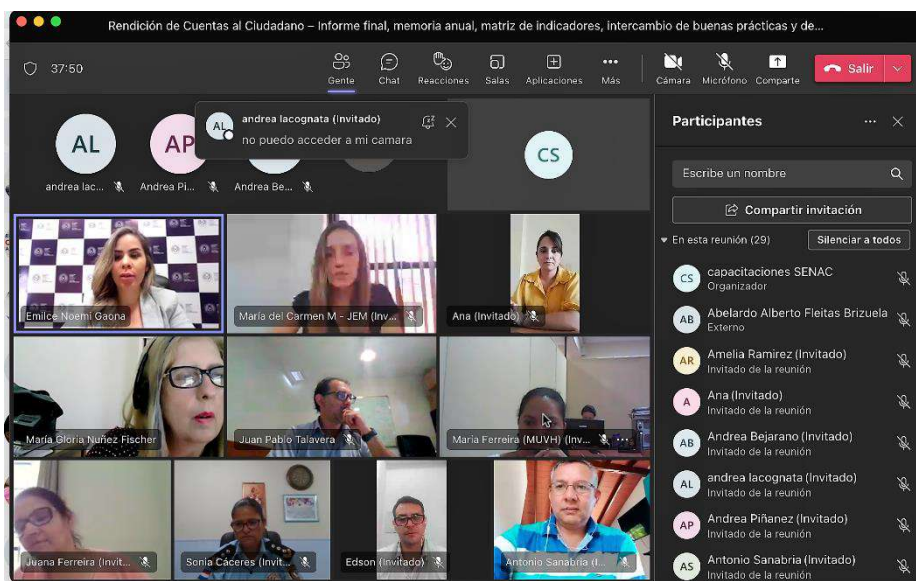 Rendición de Cuentas al Ciudadano – Informe final, memoria anual, matriz de indicadores, intercambio de buenas prácticas y de...
37:50
Gente
Chat
Reacciones
Salas
Aplicaciones
Más
Cámara
Micrófono
Comparte
Salir
AL
andrea Iac...
AP
Andrea Pi...
Andrea Be...
AL
andrea lacognata (Invitado)
no puedo acceder a mi camara
CS
Emilce Noemi Gaona
María del Carmen M - JEM (Inv...
Ana (Invitado)
María Gloria Nuñez Fischer
Juan Pablo Talavera
Maria Ferreira (MUVH) (Inv...
Juana Ferreira (Invit...
Sonia Cáceres (Invit...
Edson (Invitado)
Antonio Sanabria (I...
Participantes
Escribe un nombre
Compartir invitación
En esta reunión (29)
Silenciar a todos
CS
capacitaciones SENAC
Organizador
AB
Abelardo Alberto Fleitas Brizuela
Externo
AR
Amelia Ramirez (Invitado)
Invitado de la reunión
A
Ana (Invitado)
Invitado de la reunión
AB
Andrea Bejarano (Invitado)
Invitado de la reunión
AL
andrea lacognata (Invitado)
Invitado de la reunión
AP
Andrea Piñanez (Invitado)
Invitado de la reunión
AS
Antonio Sanabria (Invitado)
Invitado de la reunión